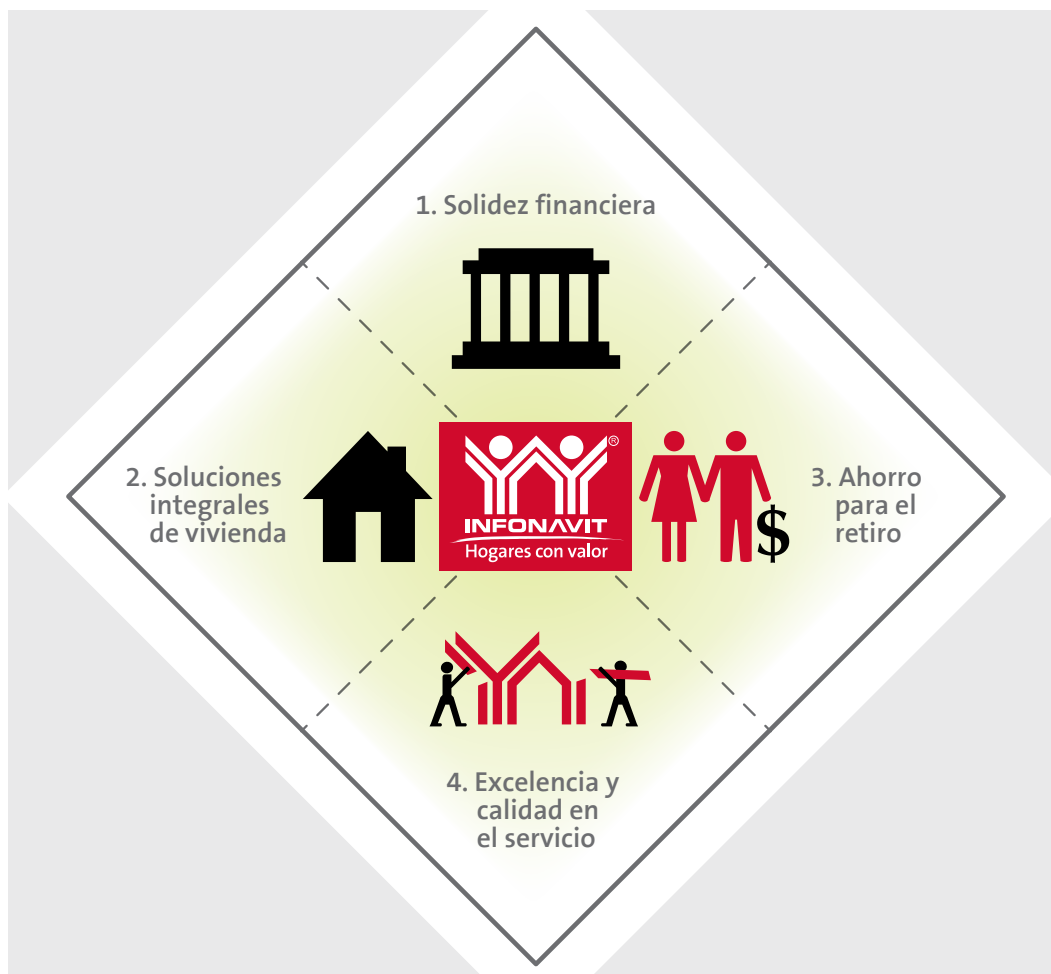 1. Solidez financiera
2. Soluciones
integrales
de vivienda
®
INFONAVIT
Hogares con valor
$
3. Ahorro
para el
retiro
4. Excelencia y
calidad en
el servicio